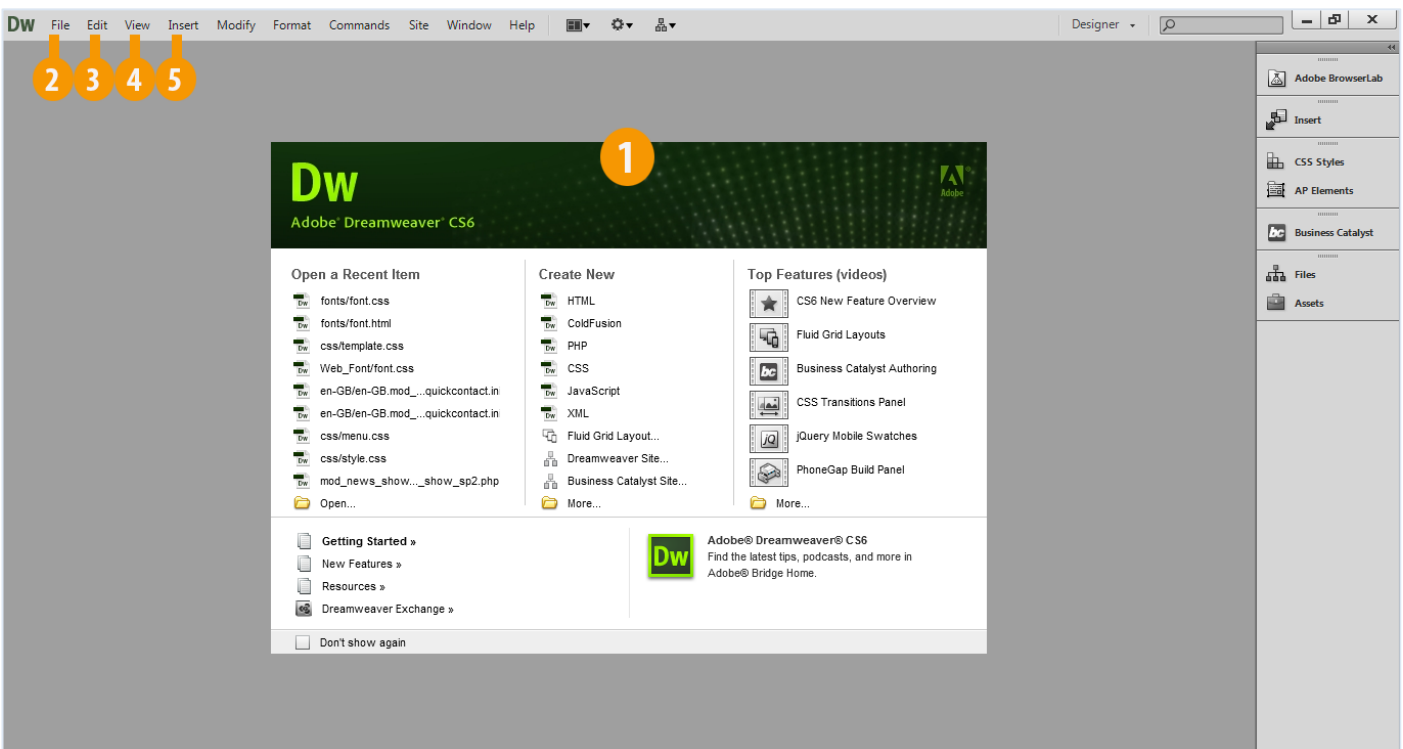 DW File Edit View Insert Modify Format Commands Site Window Help Designer
2 3 4 5
1
Dw
Adobe® Dreamweaver® CS6
Adobe
Open a Recent Item
fonts/font.css
fonts/font.html
css/template.css
Web_Font/font.css
en-GB/en-GB.mod_...quickcontact.in
en-GB/en-GB.mod_...quickcontact.in
css/menu.css
css/style.css
mod_news_show..._show_sp2.php
Open...
Create New
HTML
ColdFusion
PHP
CSS
JavaScript
XML
Fluid Grid Layout...
Dreamweaver Site...
Business Catalyst Site...
More...
Top Features (videos)
CS6 New Feature Overview
Fluid Grid Layouts
bc Business Catalyst Authoring
CSS Transitions Panel
jQ jQuery Mobile Swatches
PhoneGap Build Panel
More...
Getting Started »
New Features »
Resources »
Dreamweaver Exchange »
Dw
Adobe® Dreamweaver® CS6
Find the latest tips, podcasts, and more in
Adobe® Bridge Home.
Don't show again
Adobe BrowserLab
Insert
CSS Styles
AP Elements
bc Business Catalyst
Files
Assets